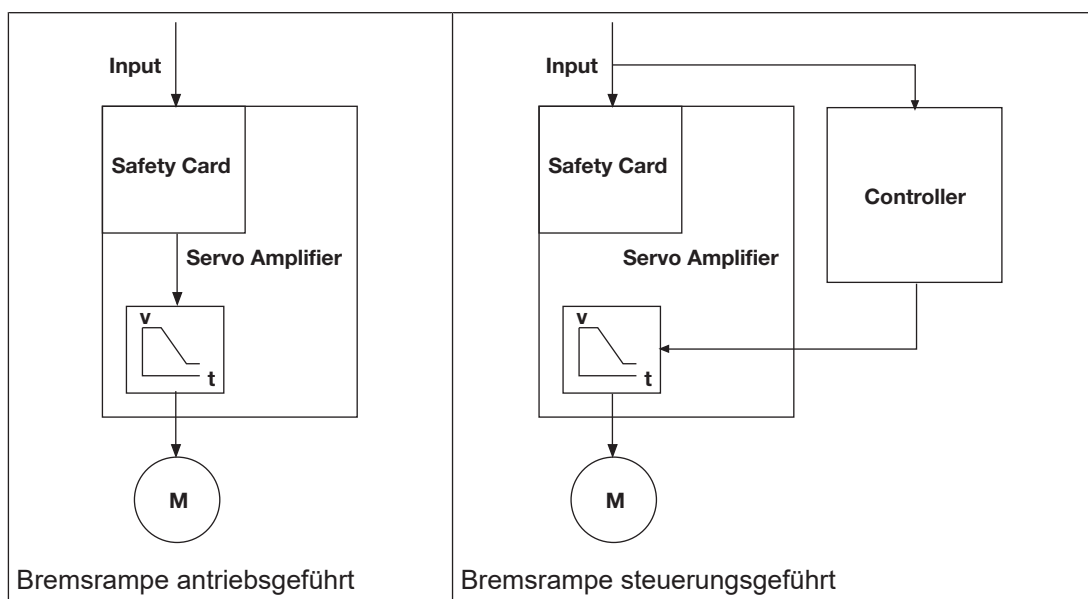 Input
Safety Card
Servo Amplifier
v
t
M
Bremsrampe antriebsgeführt
Input
Safety Card
Controller
Servo Amplifier
v
t
M
Bremsrampe steuerungsgeführt